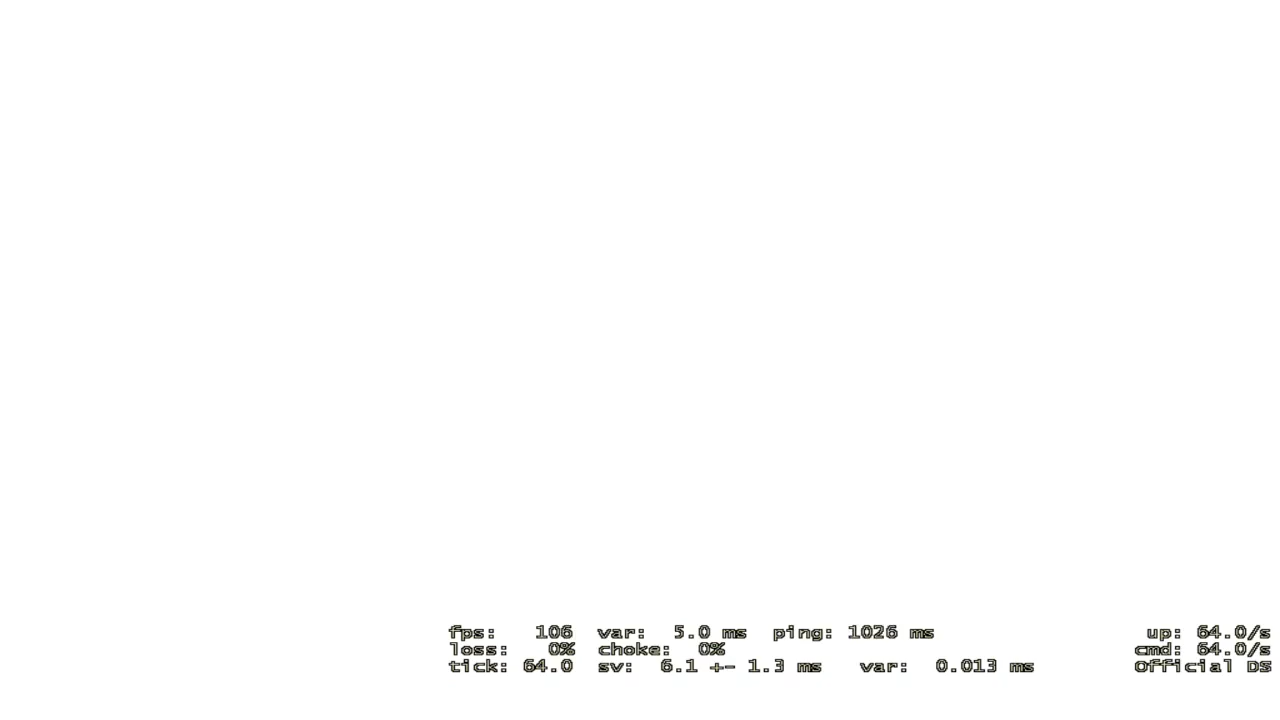 fps: 106 var: 5.0 ms ping: 1026 ms up: 64.0/s
loss: 0% choke: 0% cmd: 64.0/s
tick: 64.0 sv: 6.1 +- 1.3 ms var: 0.013 ms Official DS